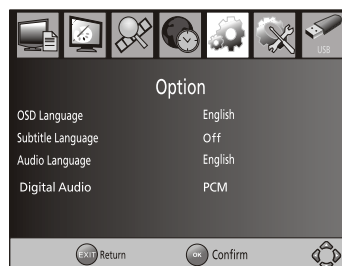 USB
Option
OSD Language English
Subtitle Language Off
Audio Language English
Digital Audio PCM
EXIT Return OK Confirm